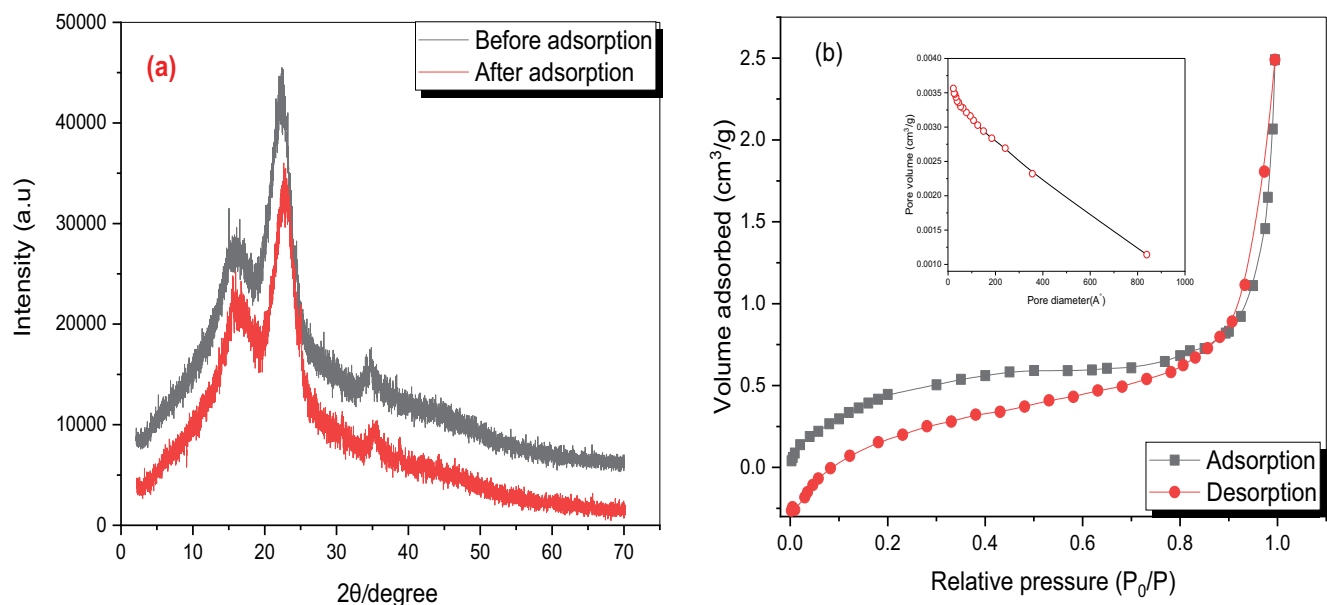 (a)
Before adsorption
After adsorption
50000
40000
30000
20000
10000
0
Intensity (a.u)
0 10 20 30 40 50 60 70
2θ/degree
(b)
Adsorption
Desorption
2.5
2.0
1.5
1.0
0.5
0.0
Volume adsorbed (cm³/g)
0.0 0.2 0.4 0.6 0.8 1.0
Relative pressure (P₀/P)
0.0040
0.0035
0.0030
0.0025
0.0020
0.0015
0.0010
Pore volume (cm³/g)
0 200 400 600 800 1000
Pore diameter(A°)